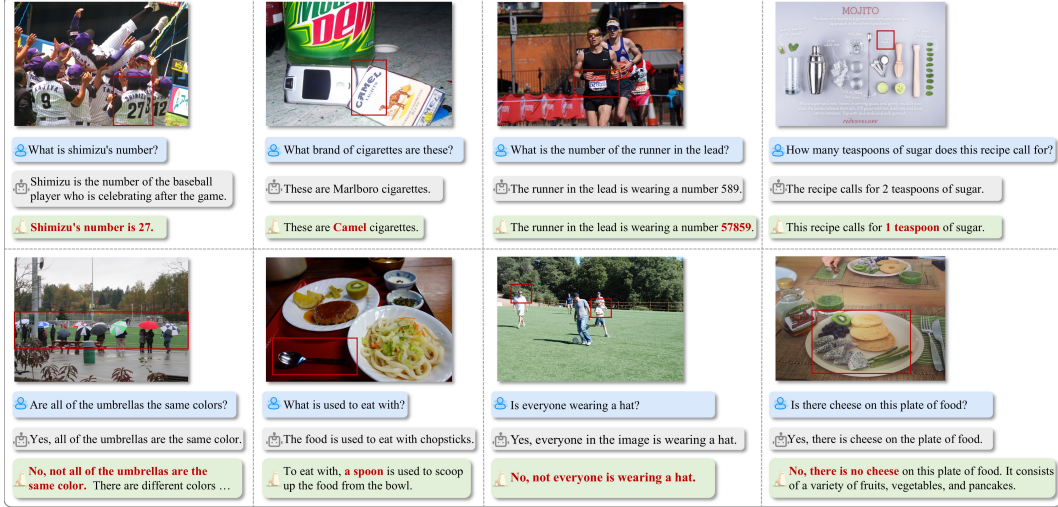 MOJITO
Mountain
DEW
CAMEL
9
SHIMIZU
27
12
What is shimizu's number?
What brand of cigarettes are these?
What is the number of the runner in the lead?
How many teaspoons of sugar does this recipe call for?
Shimizu is the number of the baseball
player who is celebrating after the game.
These are Marlboro cigarettes.
The runner in the lead is wearing a number 589.
The recipe calls for 2 teaspoons of sugar.
Shimizu's number is 27.
These are Camel cigarettes.
The runner in the lead is wearing a number 57859.
This recipe calls for 1 teaspoon of sugar.
Are all of the umbrellas the same colors?
What is used to eat with?
Is everyone wearing a hat?
Is there cheese on this plate of food?
Yes, all of the umbrellas are the same color.
The food is used to eat with chopsticks.
Yes, everyone in the image is wearing a hat.
Yes, there is cheese on the plate of food.
No, not all of the umbrellas are the
same color. There are different colors …
To eat with, a spoon is used to scoop
up the food from the bowl.
No, not everyone is wearing a hat.
No, there is no cheese on this plate of food. It consists
of a variety of fruits, vegetables, and pancakes.